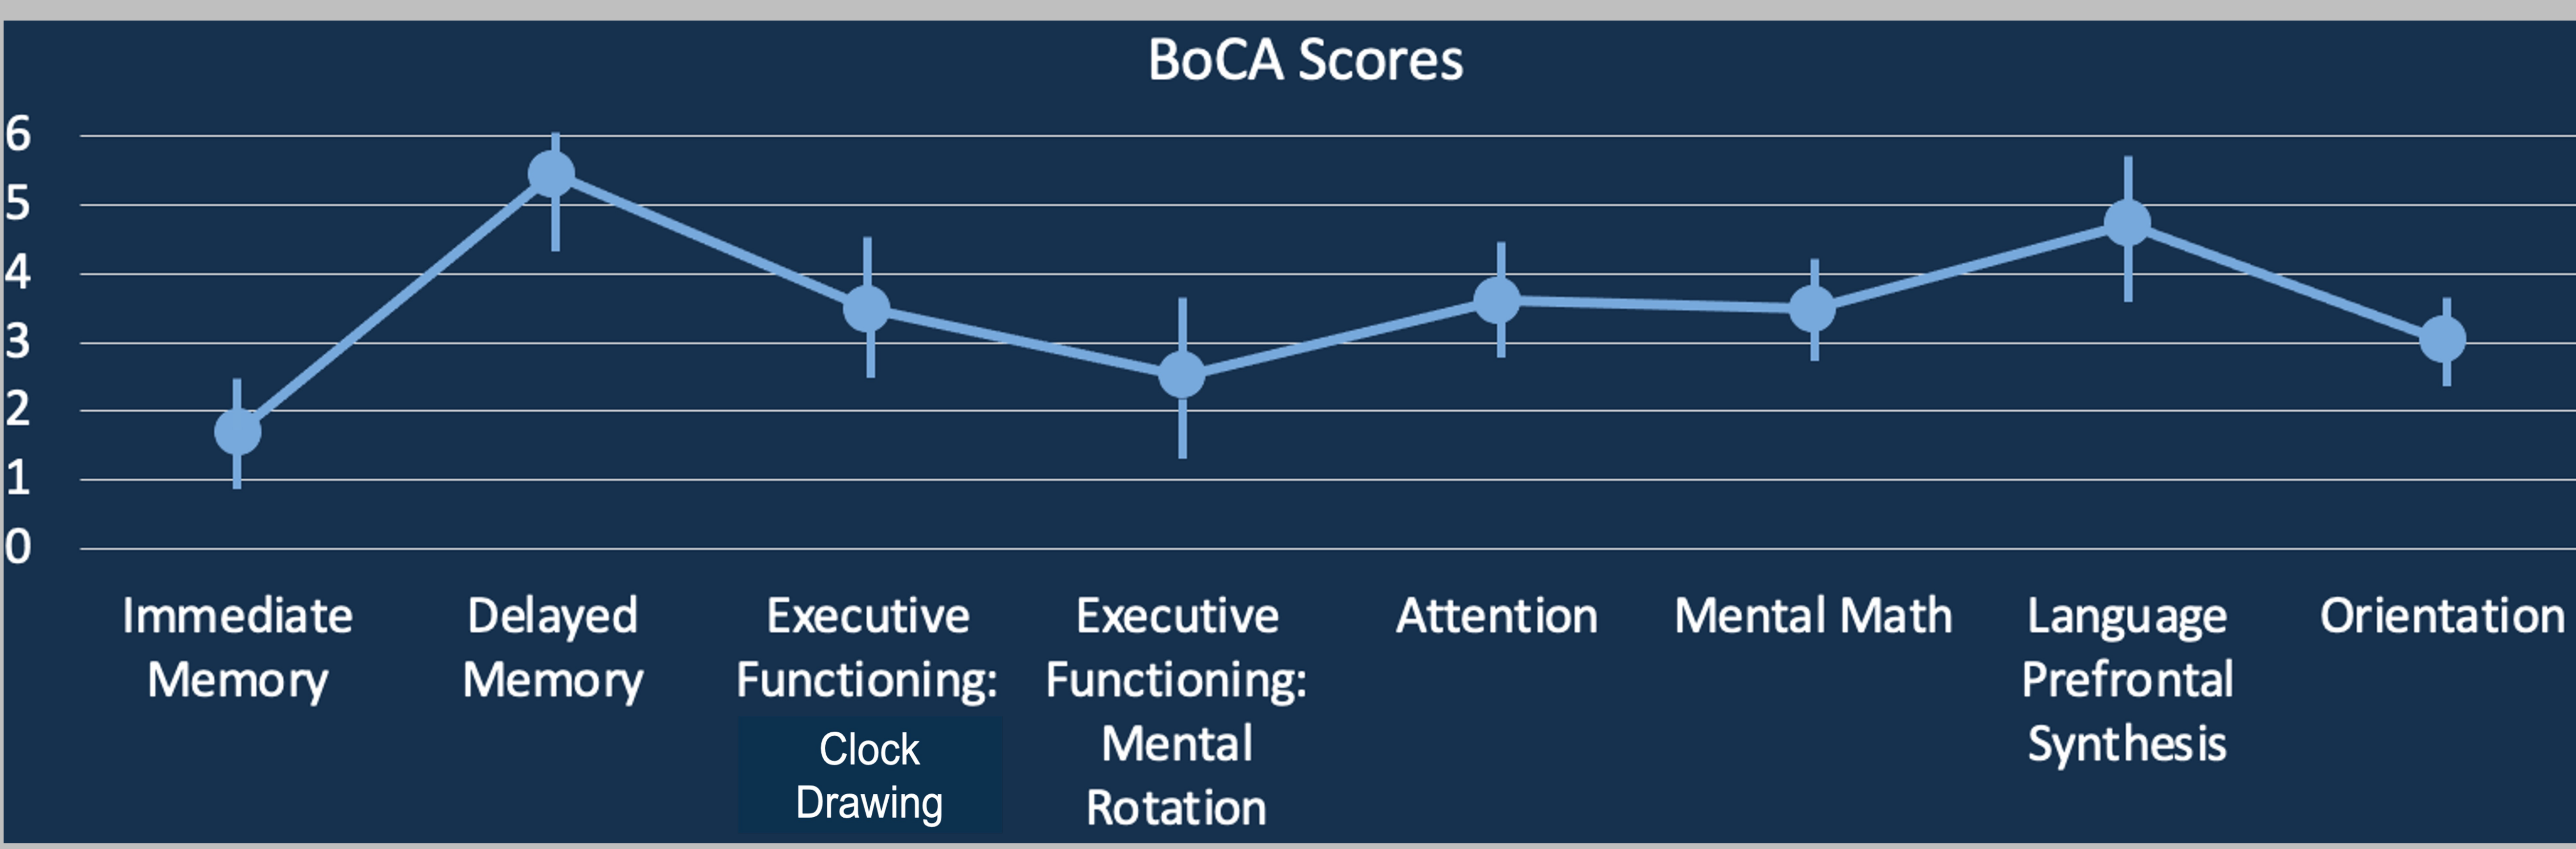 BoCA Scores
6
5
4
3
2
1
0
Immediate
Memory
Delayed
Memory
Executive
Functioning:
Clock
Drawing
Executive
Functioning:
Mental
Rotation
Attention
Mental Math
Language
Prefrontal
Synthesis
Orientation